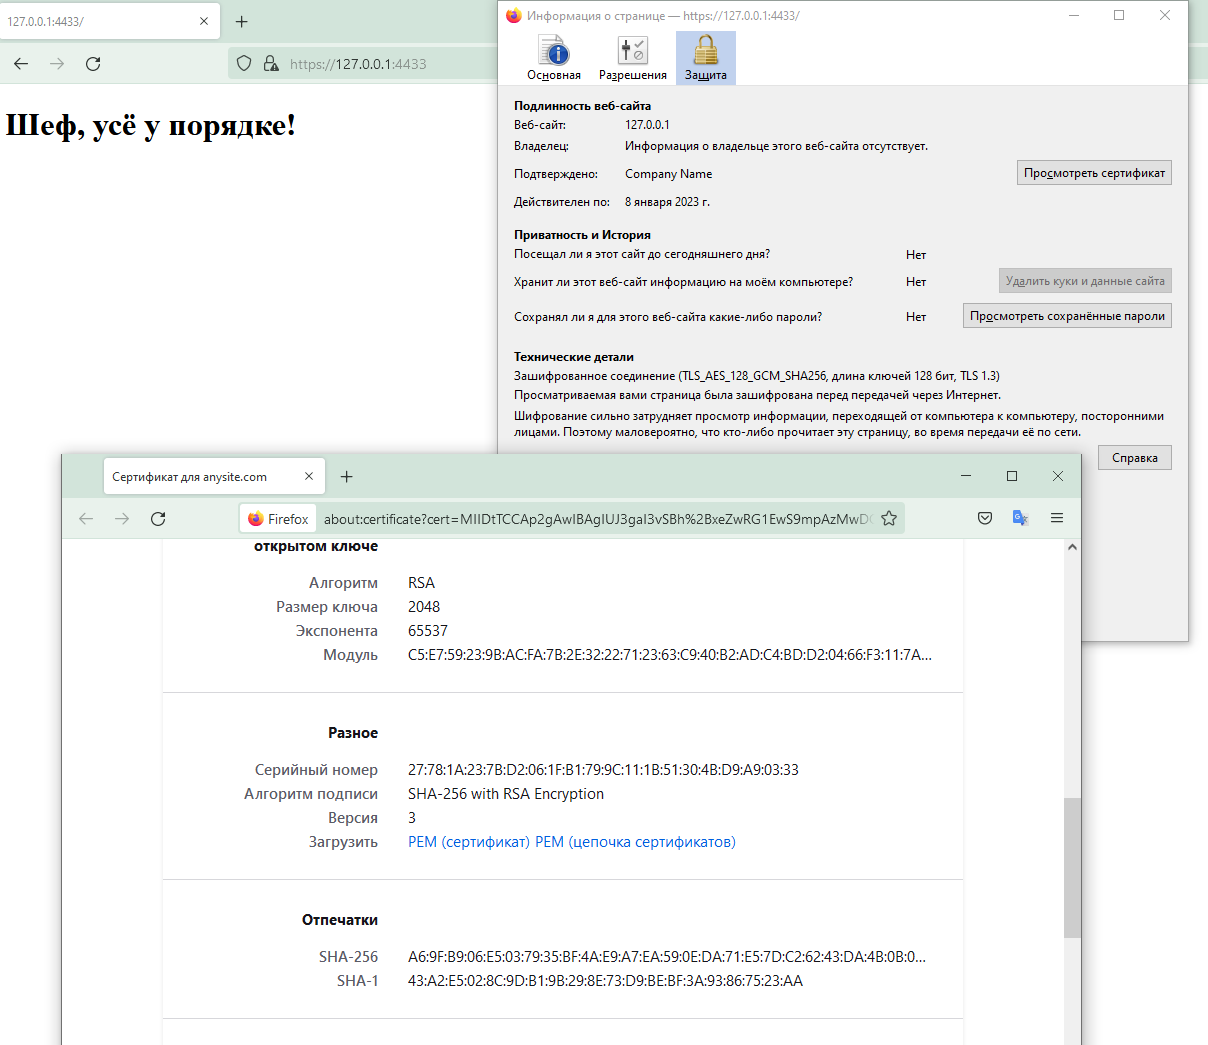 127.0.0.1:4433/
https://127.0.0.1:4433
Шеф, усё у порядке!
Информация о странице — https://127.0.0.1:4433/
Основная Разрешения Защита
Подлинность веб-сайта
Веб-сайт: 127.0.0.1
Владелец: Информация о владельце этого веб-сайта отсутствует.
Подтверждено: Company Name Просмотреть сертификат
Действителен по: 8 января 2023 г.
Приватность и История
Посещал ли я этот сайт до сегодняшнего дня? Нет
Хранит ли этот веб-сайт информацию на моём компьютере? Нет Удалить куки и данные сайта
Сохранял ли я для этого веб-сайта какие-либо пароли? Нет Просмотреть сохранённые пароли
Технические детали
Зашифрованное соединение (TLS_AES_128_GCM_SHA256, длина ключей 128 бит, TLS 1.3)
Просматриваемая вами страница была зашифрована перед передачей через Интернет.
Шифрование сильно затрудняет просмотр информации, переходящей от компьютера к компьютеру, посторонними
лицами. Поэтому маловероятно, что кто-либо прочитает эту страницу, во время передачи её по сети.
Справка
Сертификат для anysite.com
Firefox about:certificate?cert=MIIDtTCCAp2gAwIBAgIUJ3gaI3vSBh%2BxeZwRG1EwS9mpAzMwDQ
открытом ключе
Алгоритм RSA
Размер ключа 2048
Экспонента 65537
Модуль C5:E7:59:23:9B:AC:FA:7B:2E:32:22:71:23:63:C9:40:B2:AD:C4:BD:D2:04:66:F3:11:7A...
Разное
Серийный номер 27:78:1A:23:7B:D2:06:1F:B1:79:9C:11:1B:51:30:4B:D9:A9:03:33
Алгоритм подписи SHA-256 with RSA Encryption
Версия 3
Загрузить PEM (сертификат) PEM (цепочка сертификатов)
Отпечатки
SHA-256 A6:9F:B9:06:E5:03:79:35:BF:4A:E9:A7:EA:59:0E:DA:71:E5:7D:C2:62:43:DA:4B:0B:0...
SHA-1 43:A2:E5:02:8C:9D:B1:9B:29:8E:73:D9:BE:BF:3A:93:86:75:23:AA